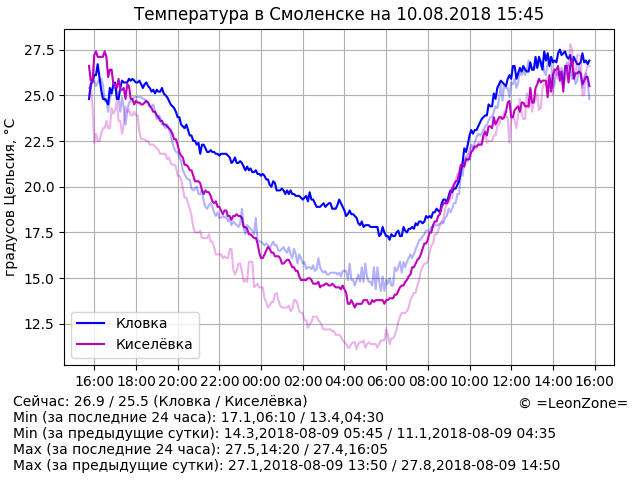 Температура в Смоленске на 10.08.2018 15:45
градусов Цельсия, °C
27.5
25.0
22.5
20.0
17.5
15.0
12.5
Кловка
Киселёвка
16:00 18:00 20:00 22:00 00:00 02:00 04:00 06:00 08:00 10:00 12:00 14:00 16:00
Сейчас: 26.9 / 25.5 (Кловка / Киселёвка)
© =LeonZone=
Min (за последние 24 часа): 17.1,06:10 / 13.4,04:30
Min (за предыдущие сутки): 14.3,2018-08-09 05:45 / 11.1,2018-08-09 04:35
Max (за последние 24 часа): 27.5,14:20 / 27.4,16:05
Max (за предыдущие сутки): 27.1,2018-08-09 13:50 / 27.8,2018-08-09 14:50